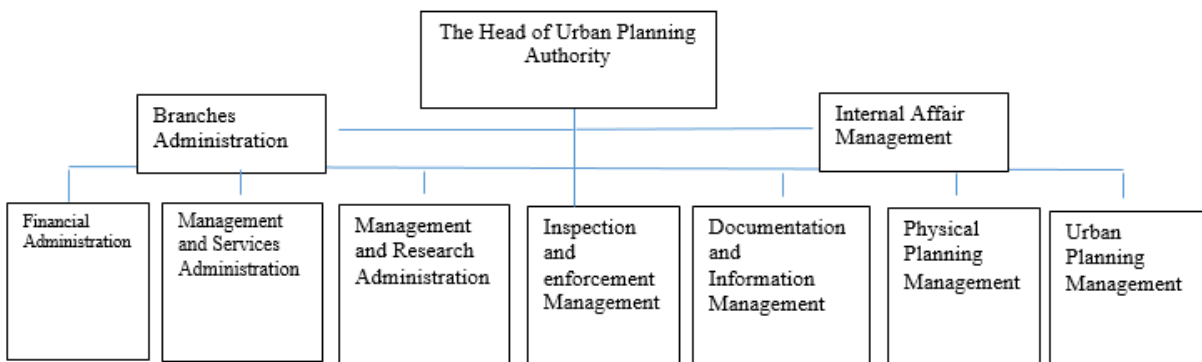 The Head of Urban Planning
Authority
Branches
Administration
Internal Affair
Management
Financial
Administration
Management
and Services
Administration
Management
and Research
Administration
Inspection
and
enforcement
Management
Documentation
and
Information
Management
Physical
Planning
Management
Urban
Planning
Management